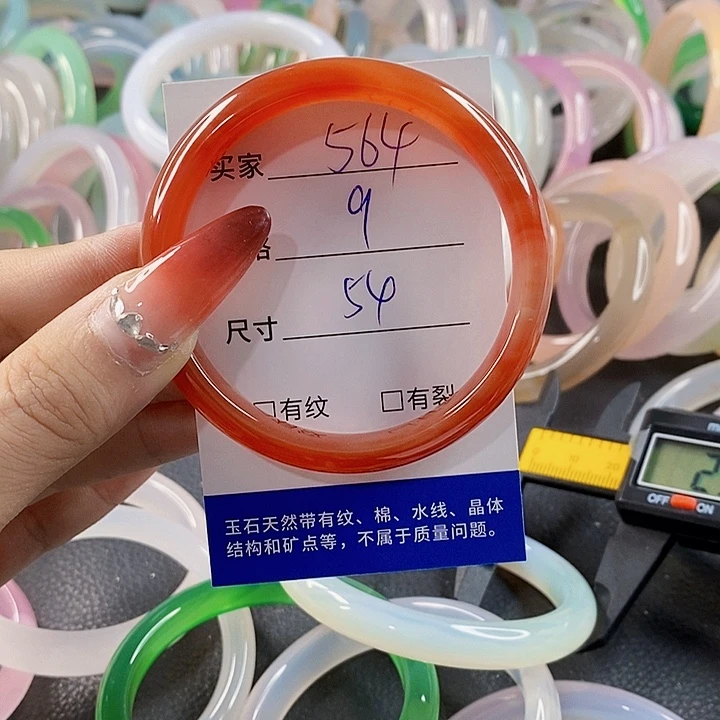 买家 564
格 9
尺寸 54
□有纹 □有裂
玉石天然带有纹、棉、水线、晶体
结构和矿点等，不属于质量问题。
OFF ON